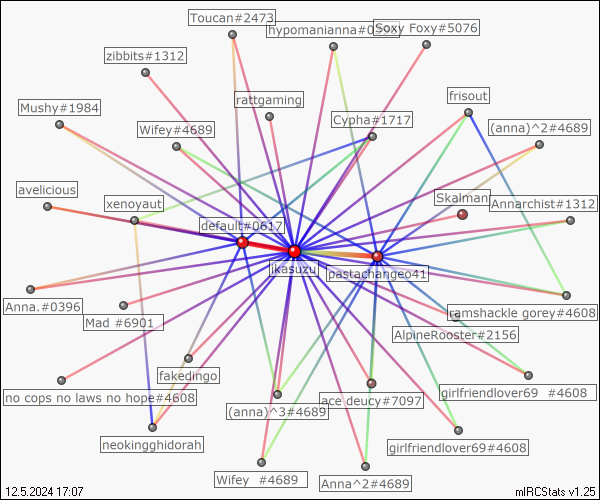 Toucan#2473
hypomanianna#0
Soxy Foxy#5076
zibbits#1312
rattgaming
frisout
Mushy#1984
Wifey#4689
Cypha#1717
(anna)^2#4689
avelicious
xenoyaut
Skalman
Annarchist#1312
default#0617
jikasuzu
pastachangeo41
Anna.#0396
Mad #6901
ramshackle gorey#4608
AlpineRooster#2156
fakedingo
no cops no laws no hope#4608
(anna)^3#4689
ace deucy#7097
girlfriendlover69 #4608
neokingghidorah
girlfriendlover69#4608
Wifey #4689
Anna^2#4689
12.5.2024 17:07
mIRCStats v1.25